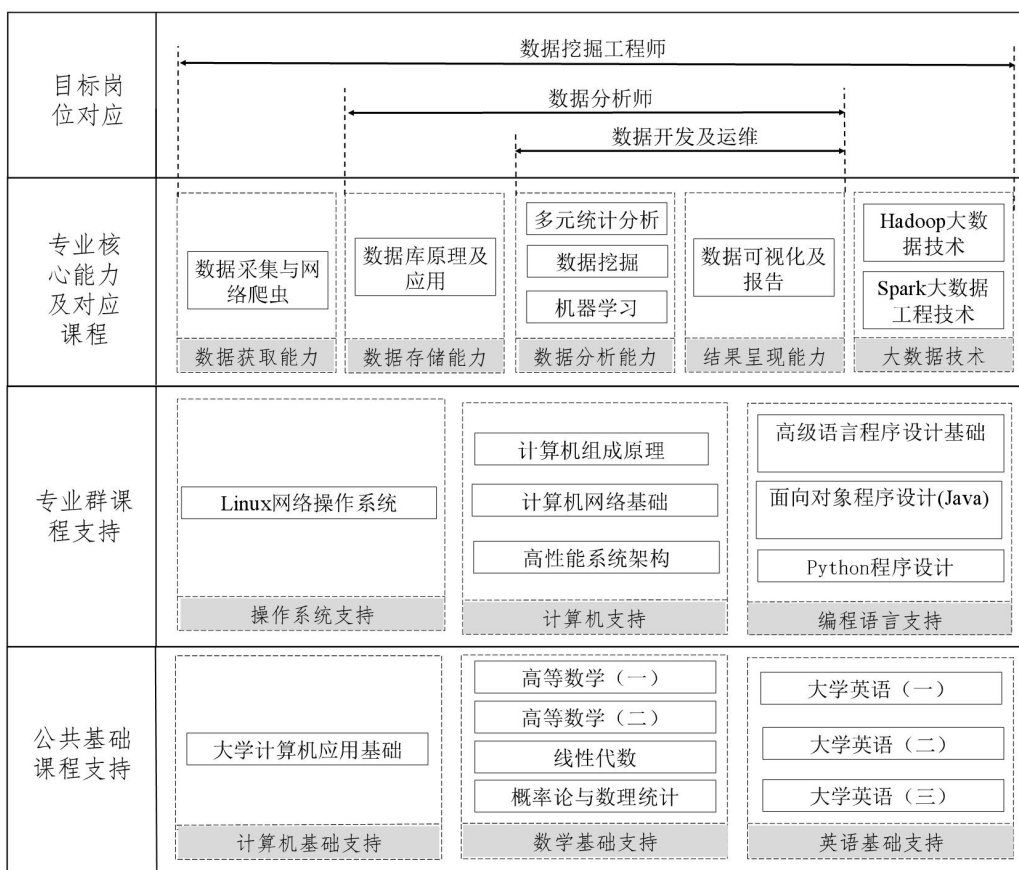 目标岗
位对应
数据挖掘工程师
数据分析师
数据开发及运维
专业核
心能力
及对应
课程
数据采集与网
络爬虫
数据获取能力
数据库原理及
应用
数据存储能力
多元统计分析
数据挖掘
机器学习
数据分析能力
数据可视化及
报告
结果呈现能力
Hadoop大数
据技术
Spark大数据
工程技术
大数据技术
专业群课
程支持
Linux网络操作系统
操作系统支持
计算机组成原理
计算机网络基础
高性能系统架构
计算机支持
高级语言程序设计基础
面向对象程序设计(Java)
Python程序设计
编程语言支持
公共基础
课程支持
大学计算机应用基础
计算机基础支持
高等数学（一）
高等数学（二）
线性代数
概率论与数理统计
数学基础支持
大学英语（一）
大学英语（二）
大学英语（三）
英语基础支持